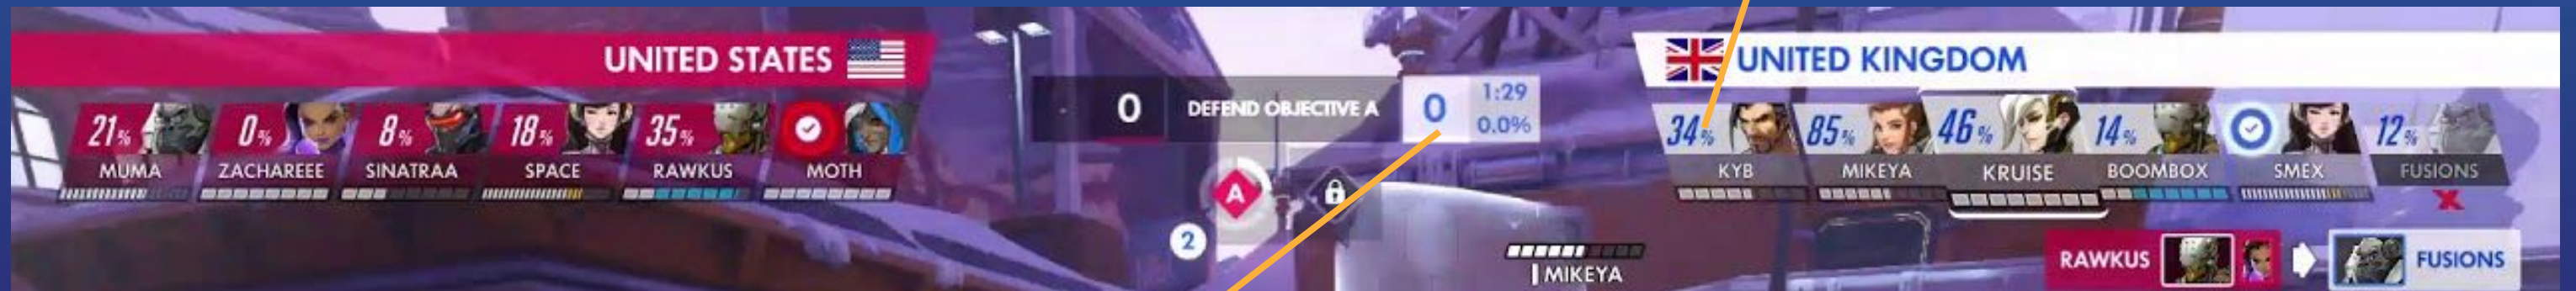 UNITED STATES
21% 0% 8% 18% 35%
MUMA ZACHAREEE SINATRAA SPACE RAWKUS MOTH
0 DEFEND OBJECTIVE A 0 1:29
0.0%
A
2
MIKEYA
UNITED KINGDOM
34% 85% 46% 14% 12%
KYB MIKEYA KRUISE BOOMBOX SMEX FUSIONS
RAWKUS FUSIONS